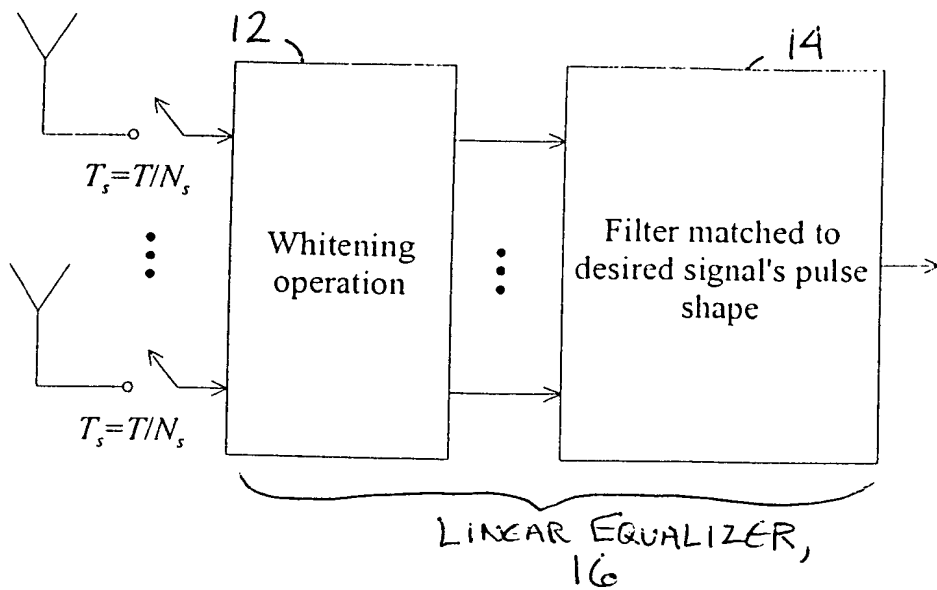 12
14
T_s=T/N_s
Whitening
operation
Filter matched to
desired signal's pulse
shape
T_s=T/N_s
LINEAR EQUALIZER,
16